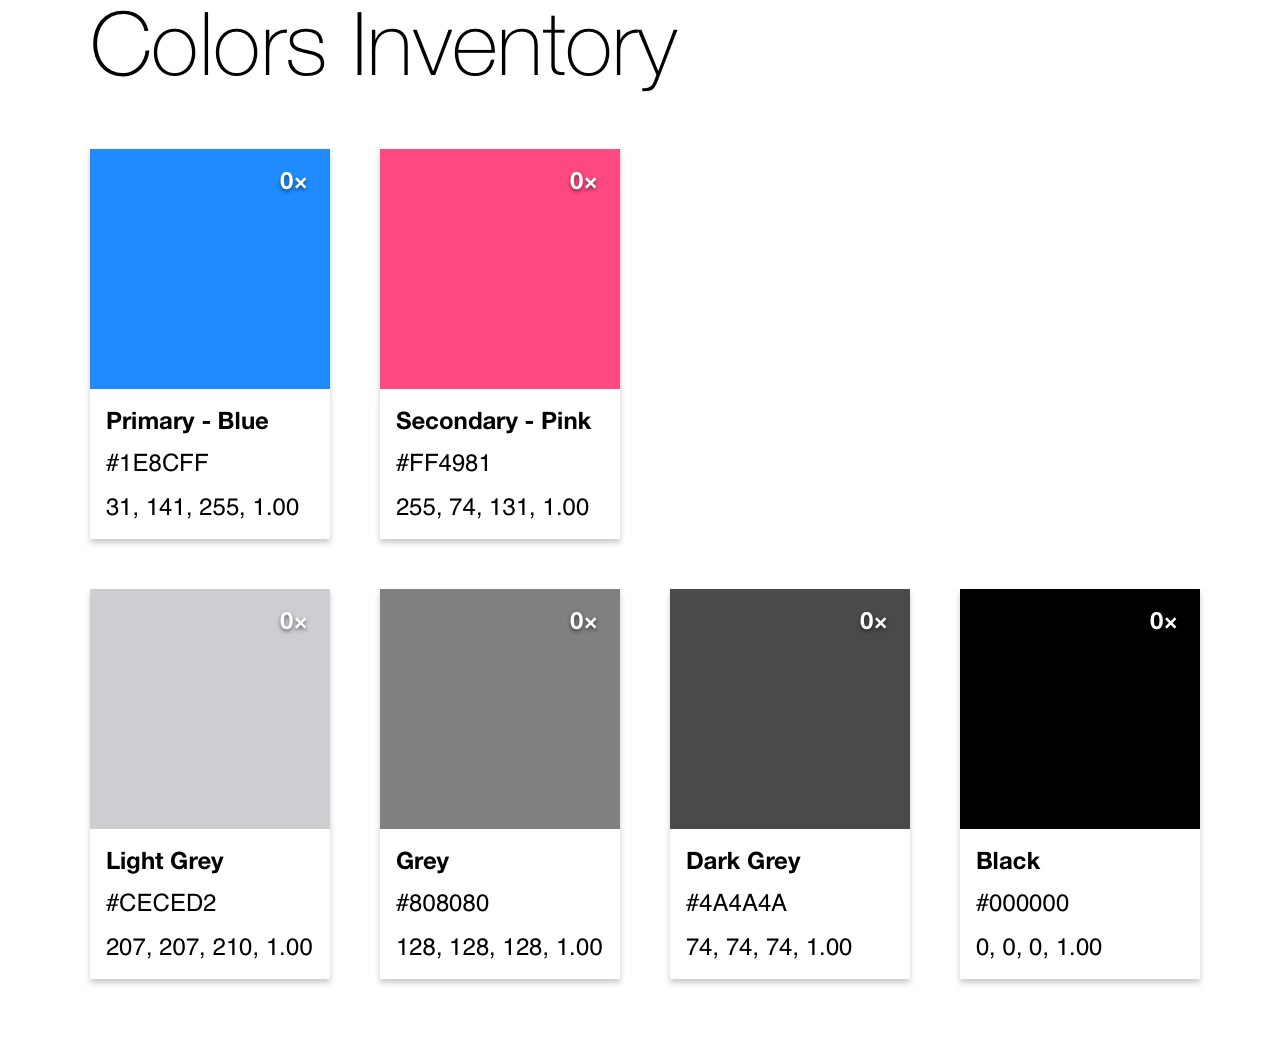 Colors Inventory
0×
0×
Primary - Blue
#1E8CFF
31, 141, 255, 1.00
Secondary - Pink
#FF4981
255, 74, 131, 1.00
0×
0×
0×
0×
Light Grey
#CECED2
207, 207, 210, 1.00
Grey
#808080
128, 128, 128, 1.00
Dark Grey
#4A4A4A
74, 74, 74, 1.00
Black
#000000
0, 0, 0, 1.00